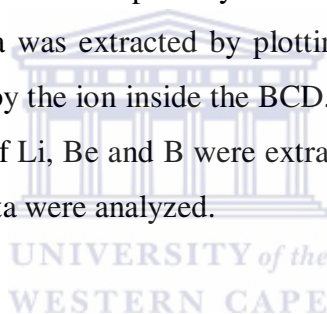 a was extracted by plottin
by the ion inside the BCD.
f Li, Be and B were extra
ta were analyzed.
UNIVERSITY of the
WESTERN CAPE